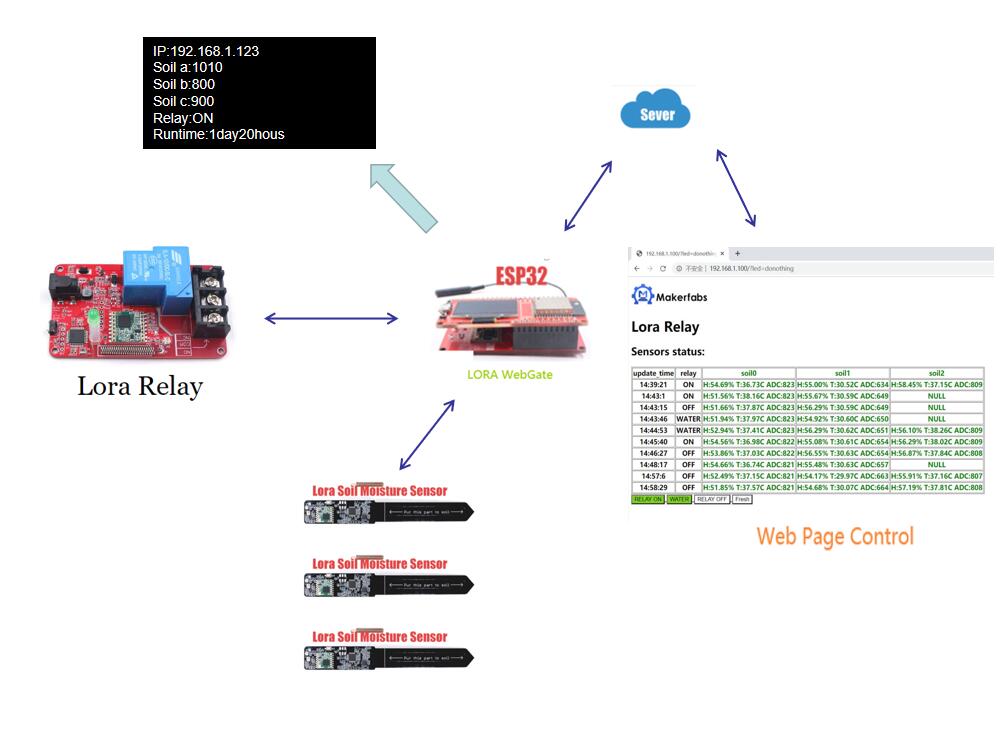 IP:192.168.1.123
Soil a:1010
Soil b:800
Soil c:900
Relay:ON
Runtime:1day20hous
Sever
ESP32
LORA WebGate
Lora Relay
Lora Soil Moisture Sensor
Put this part to soil
Lora Soil Moisture Sensor
Put this part to soil
Lora Soil Moisture Sensor
Put this part to soil
192.168.1.100/?led=donothing
不安全 | 192.168.1.100/?led=donothing
Makerfabs
Lora Relay
Sensors status:
update_time relay soil0 soil1 soil2
14:39:21 ON H:54.69% T:36.73C ADC:823 H:55.00% T:30.52C ADC:634 H:58.45% T:37.15C ADC:809
14:43:1 ON H:51.56% T:38.16C ADC:823 H:55.67% T:30.59C ADC:649 NULL
14:43:15 OFF H:51.66% T:37.87C ADC:823 H:56.29% T:30.59C ADC:649 NULL
14:43:46 WATER H:51.94% T:37.97C ADC:823 H:54.92% T:30.60C ADC:650 NULL
14:44:53 WATER H:52.94% T:37.41C ADC:823 H:56.29% T:30.62C ADC:651 H:56.10% T:38.26C ADC:809
14:45:40 ON H:54.56% T:36.98C ADC:822 H:55.08% T:30.61C ADC:654 H:56.29% T:38.02C ADC:809
14:46:27 OFF H:53.86% T:37.03C ADC:822 H:56.55% T:30.63C ADC:654 H:56.87% T:37.84C ADC:808
14:48:17 OFF H:54.66% T:36.74C ADC:821 H:55.48% T:30.63C ADC:657 NULL
14:57:6 OFF H:52.49% T:37.15C ADC:821 H:54.17% T:29.97C ADC:663 H:55.91% T:37.16C ADC:807
14:58:29 OFF H:51.85% T:37.57C ADC:821 H:54.68% T:30.07C ADC:664 H:57.19% T:37.81C ADC:808
RELAY ON WATER RELAY OFF Fresh
Web Page Control